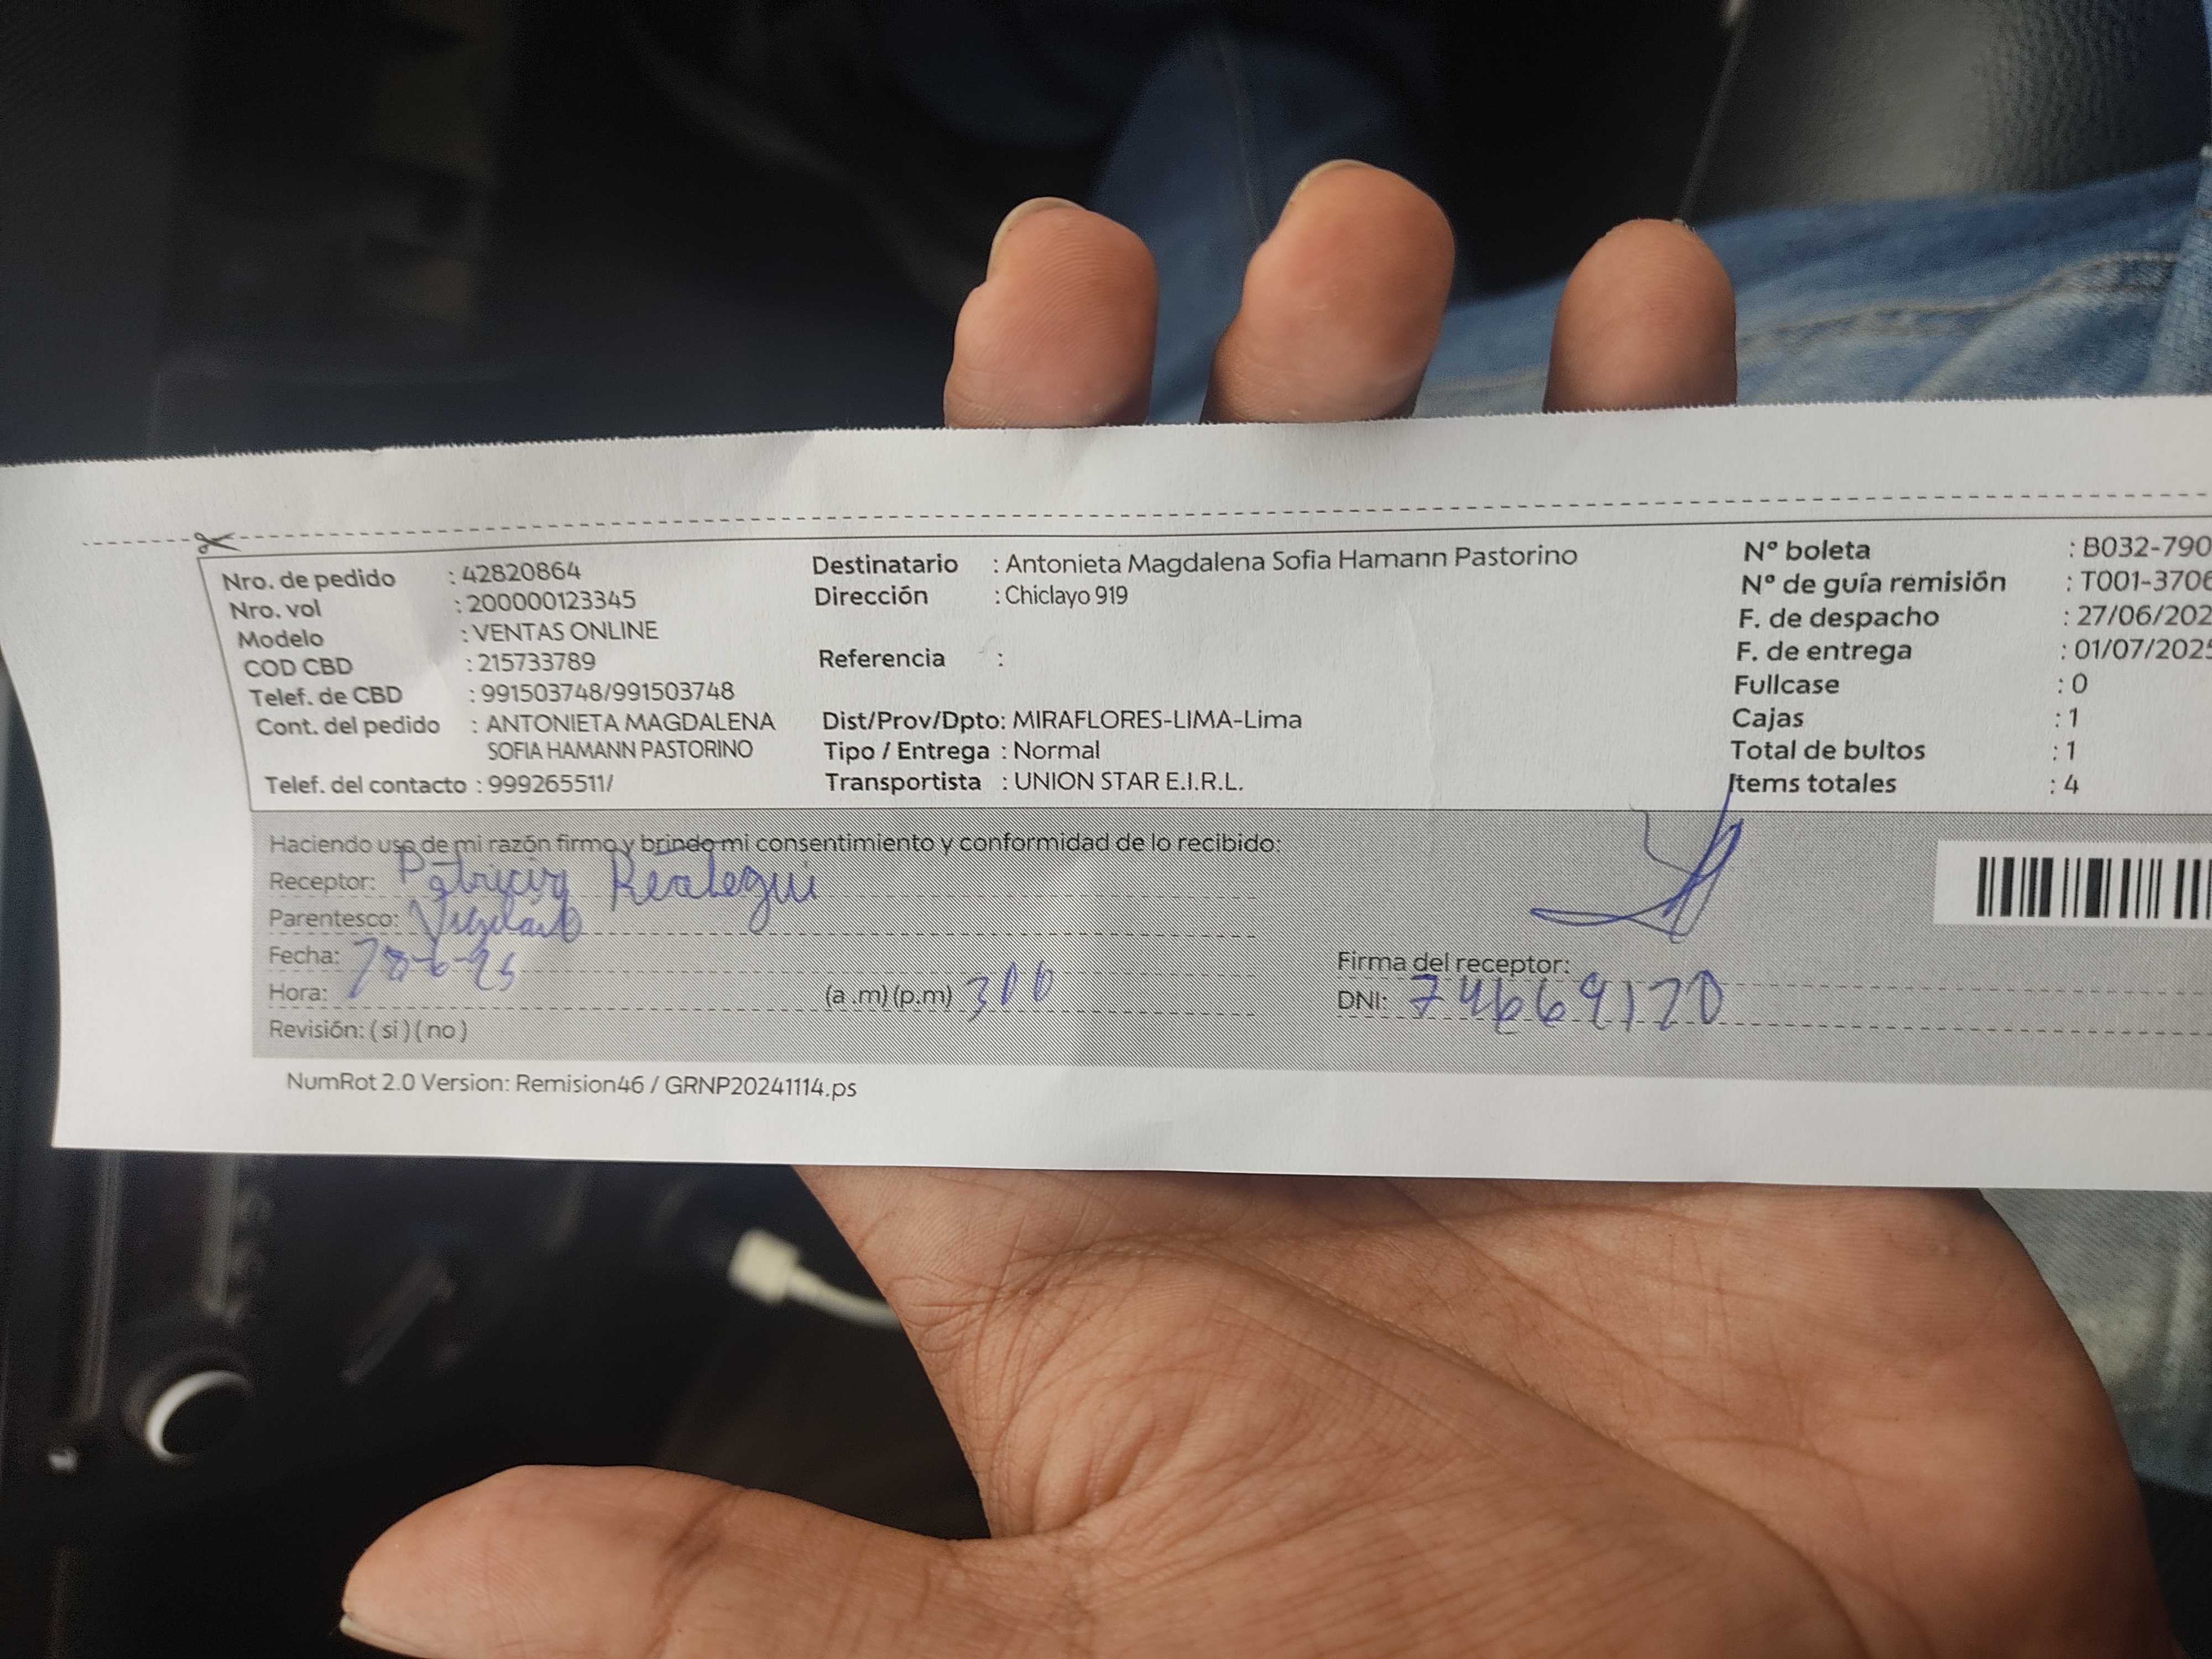 Nro. de pedido : 42820864
Nro. vol : 200000123345
Modelo : VENTAS ONLINE
COD CBD : 215733789
Telef. de CBD : 991503748/991503748
Cont. del pedido : ANTONIETA MAGDALENA
SOFIA HAMANN PASTORINO
Telef. del contacto : 999265511/
Destinatario : Antonieta Magdalena Sofia Hamann Pastorino
Dirección : Chiclayo 919
Referencia :
Dist/Prov/Dpto: MIRAFLORES-LIMA-Lima
Tipo / Entrega : Normal
Transportista : UNION STAR E.I.R.L.
Nº boleta : B032-790
Nº de guía remisión : T001-3706
F. de despacho : 27/06/202
F. de entrega : 01/07/2025
Fullcase : 0
Cajas : 1
Total de bultos : 1
Items totales : 4
Haciendo uso de mi razón firmo y brindo mi consentimiento y conformidad de lo recibido:
Receptor: Patricia Reategui
Parentesco:
Fecha:
Hora: (a .m) (p.m) 300
Revisión: ( si ) ( no )
Firma del receptor:
DNI: 74669170
NumRot 2.0 Version: Remision46 / GRNP20241114.ps